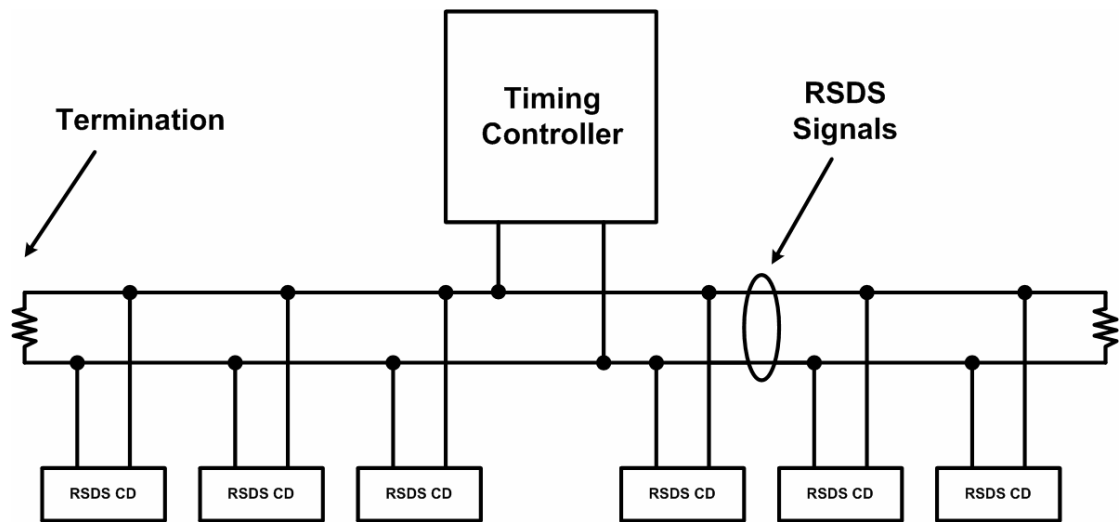 Termination
Timing
Controller
RSDS
Signals
RSDS CD
RSDS CD
RSDS CD
RSDS CD
RSDS CD
RSDS CD